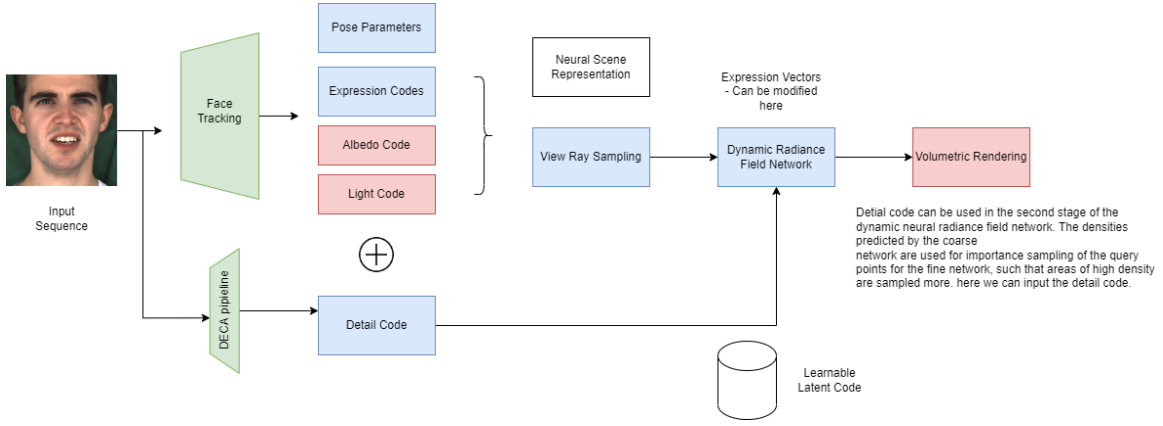 Pose Parameters
Neural Scene
Representation
Expression Vectors
- Can be modified
here
Face
Tracking
Expression Codes
Albedo Code
Light Code
View Ray Sampling
Dynamic Radiance
Field Network
Volumetric Rendering
Input
Sequence
Detial code can be used in the second stage of the
dynamic neural radiance field network. The densities
predicted by the coarse
network are used for importance sampling of the query
points for the fine network, such that areas of high density
are sampled more. here we can input the detail code.
DECA pipieline
Detail Code
Learnable
Latent Code